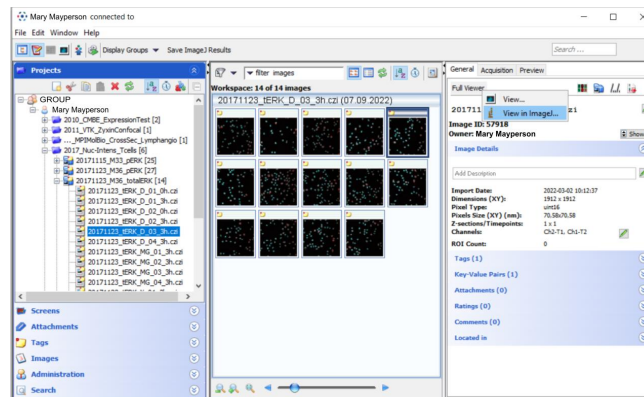 Mary Mayperson connected to
File Edit Window Help
Display Groups
Save ImageJ Results
Search ...
Projects
GROUP
Mary Mayperson
2010_CMBE_ExpressionTest [2]
2011_VTK_ZyxinConfocal [1]
..._MPIMolBio_CrossSec_Lymphangio [1]
2017_Nuc-Intens_Tcells [6]
20171115_M33_pERK [25]
20171123_M36_pERK [27]
20171123_M36_totalERK [14]
20171123_tERK_D_01_0h.czi
20171123_tERK_D_01_3h.czi
20171123_tERK_D_02_0h.czi
20171123_tERK_D_02_3h.czi
20171123_tERK_D_03_3h.czi
20171123_tERK_D_04_3h.czi
20171123_tERK_MG_01_3h.czi
20171123_tERK_MG_02_3h.czi
20171123_tERK_MG_03_3h.czi
20171123_tERK_MG_04_3h.czi
Screens
Attachments
Tags
Images
Administration
Search
filter images
Workspace: 14 of 14 images
20171123_tERK_D_03_3h.czi (07.09.2022)
General Acquisition Preview
Full Viewer
View...
View in ImageJ...
201711
zi
Image ID: 57918
Owner: Mary Mayperson
Show
Image Details
Add Description
Import Date: 2022-03-02 10:12:37
Dimensions (XY): 1912 x 1912
Pixel Type: uint16
Pixels Size (XY) (nm): 70.58x70.58
Z-sections/Timepoints: 1 x 1
Channels: Ch2-T1, Ch1-T2
ROI Count: 0
Tags (1)
Key-Value Pairs (1)
Attachments (0)
Ratings (0)
Comments (0)
Located in